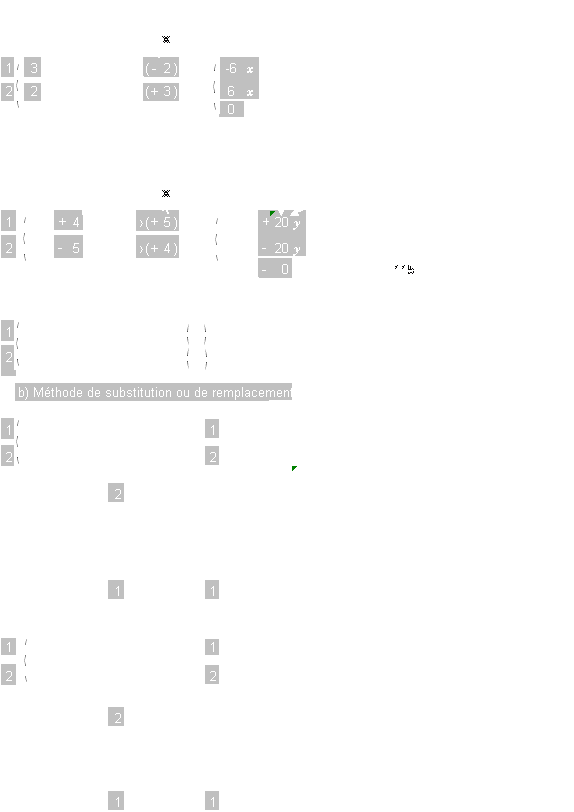 1 3 (- 2) -6 x
2 2 (+ 3) 6 x
0
1 + 4 (+ 5) + 20 y
2 - 5 (+ 4) - 20 y
- 0
1
2
b) Méthode de substitution ou de remplacement
1 1
2 2
2
1 1
1 1
2 2
2
1 1